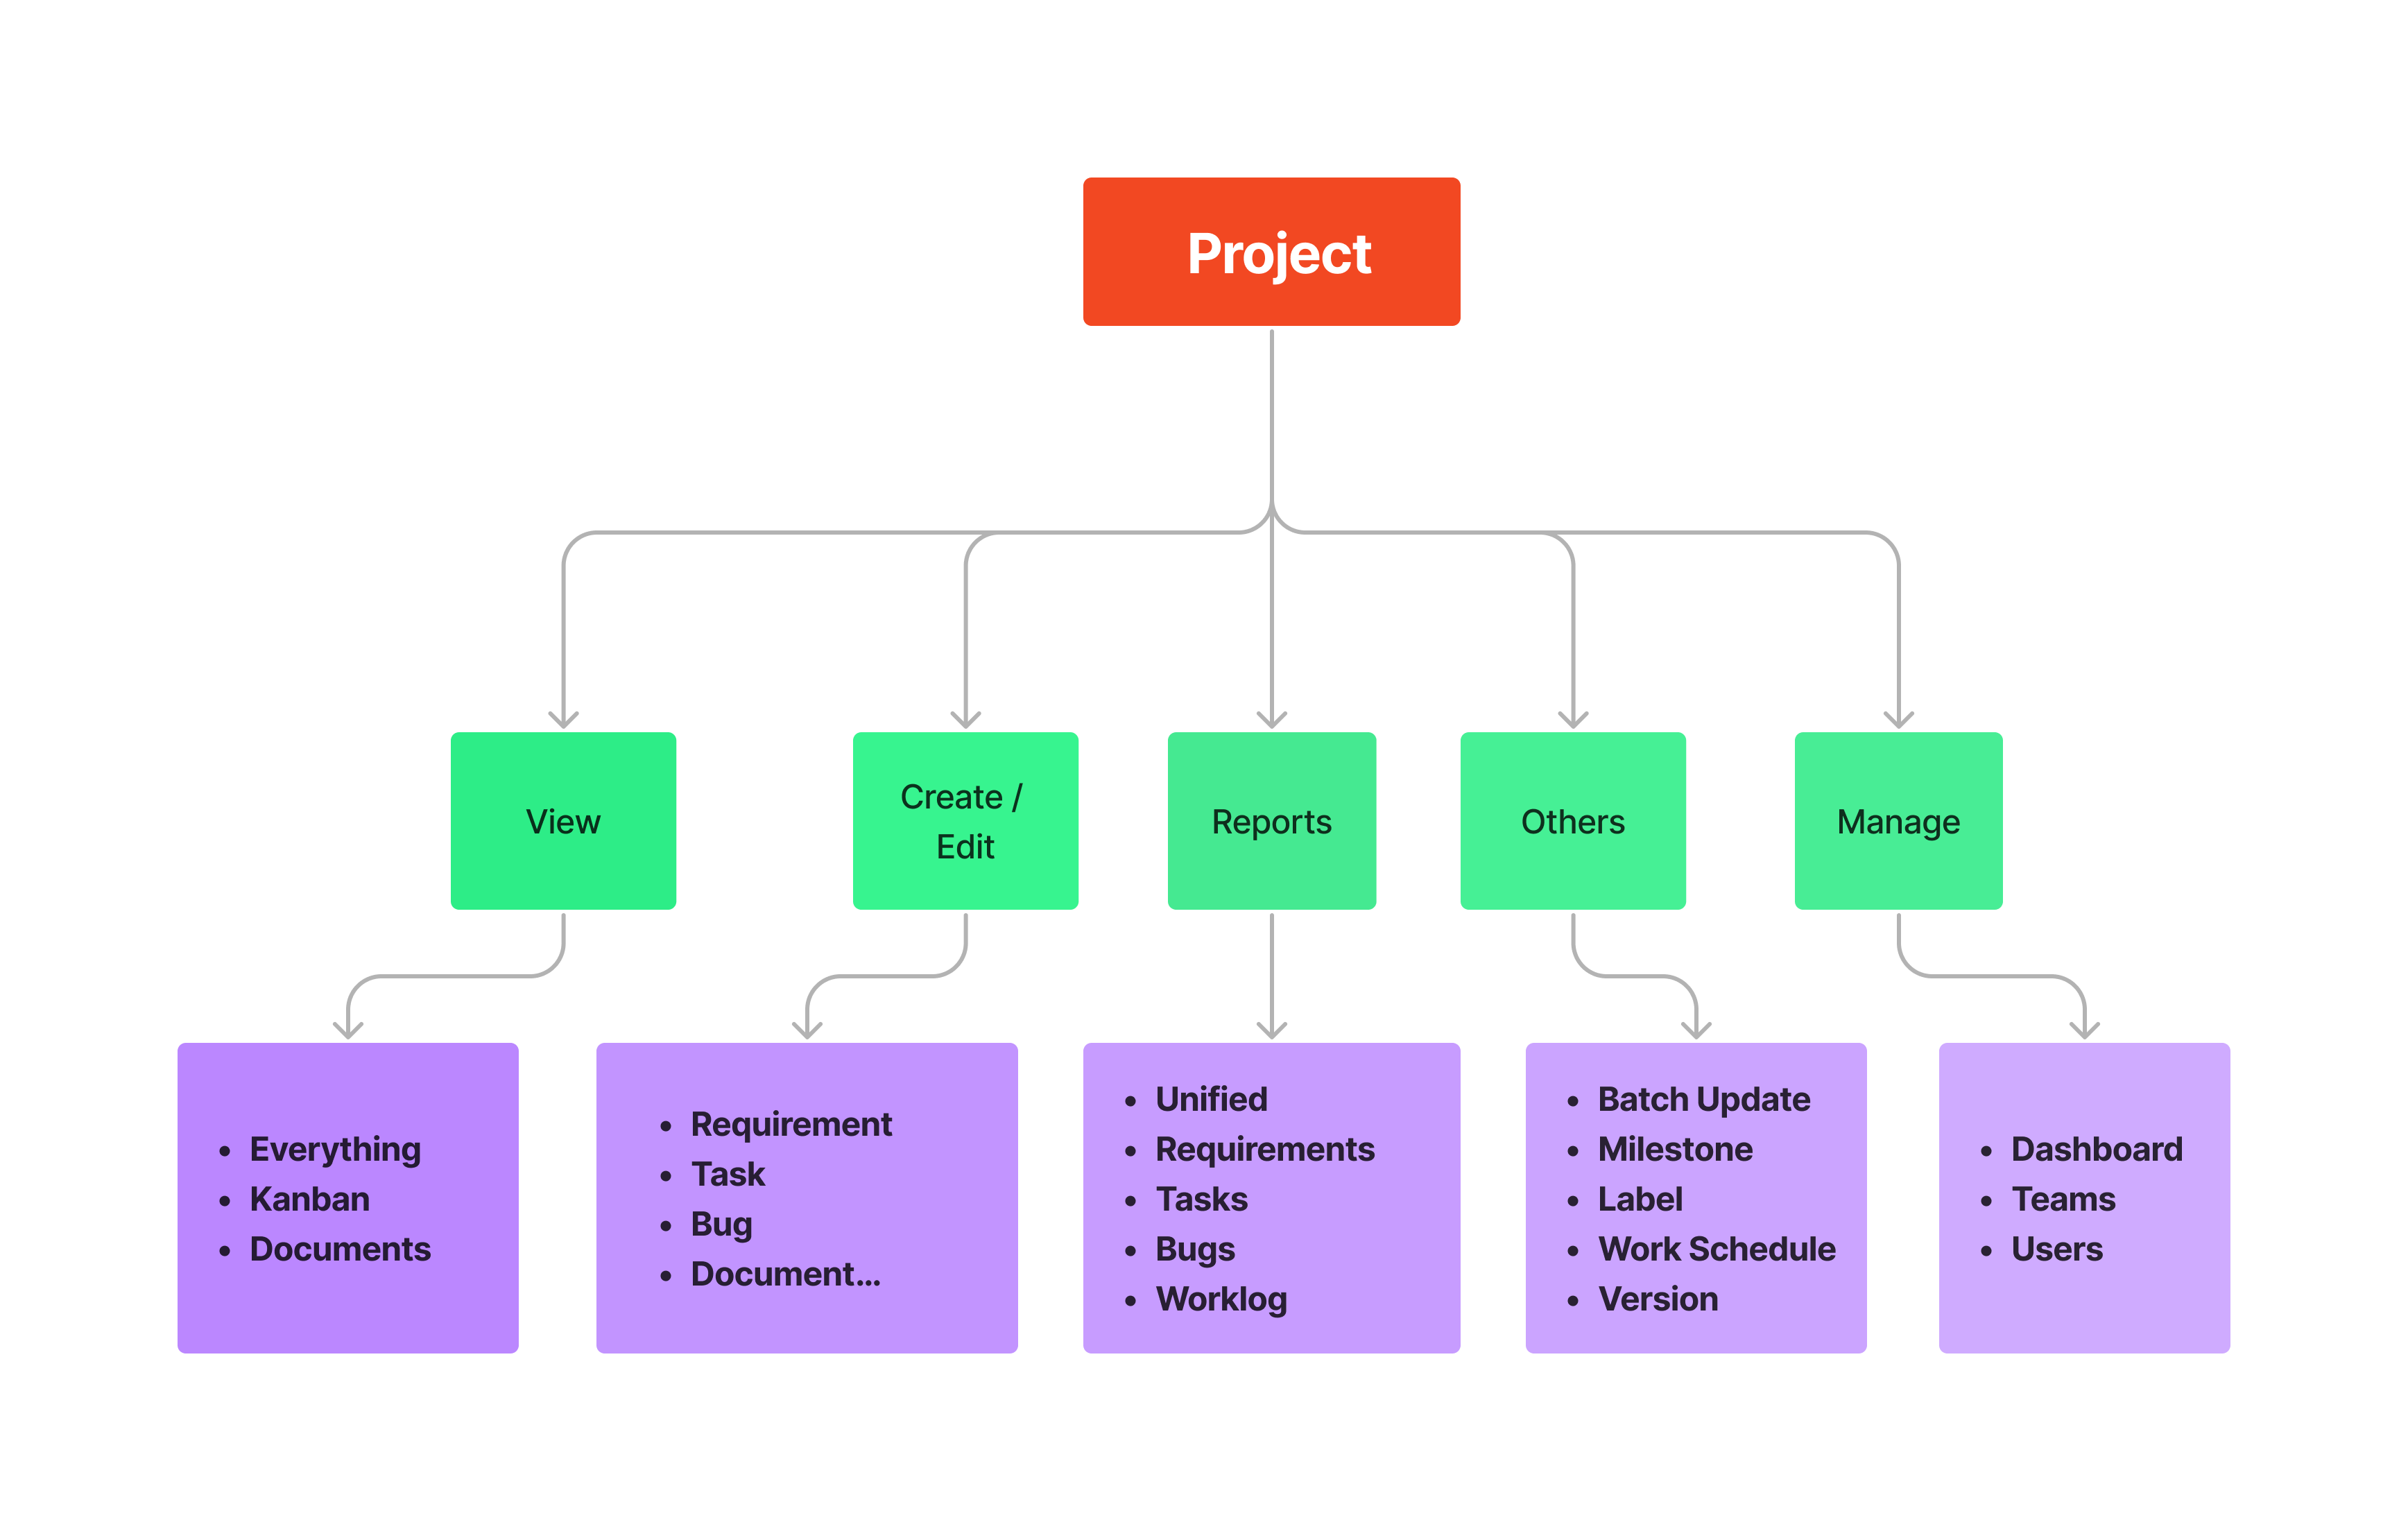 Project
View
Create /
Edit
Reports
Others
Manage
• Everything
• Kanban
• Documents
• Requirement
• Task
• Bug
• Document...
• Unified
• Requirements
• Tasks
• Bugs
• Worklog
• Batch Update
• Milestone
• Label
• Work Schedule
• Version
• Dashboard
• Teams
• Users